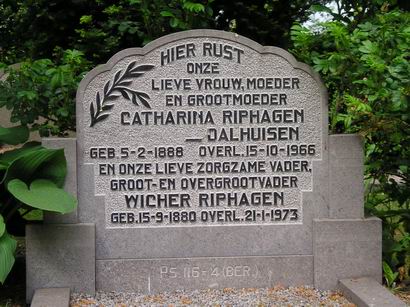 HIER RUST
ONZE
LIEVE VROUW, MOEDER
EN GROOTMOEDER
CATHARINA RIPHAGEN
__DALHUISEN
GEB 5-2-1888 OVERL. 15-10-1966
EN ONZE LIEVE ZORGZAME VADER,
GROOT- EN OVERGROOTVADER
WICHER RIPHAGEN
GEB. 15-9-1880 OVERL. 21-1-1973
PS. 116-4 (BER.)